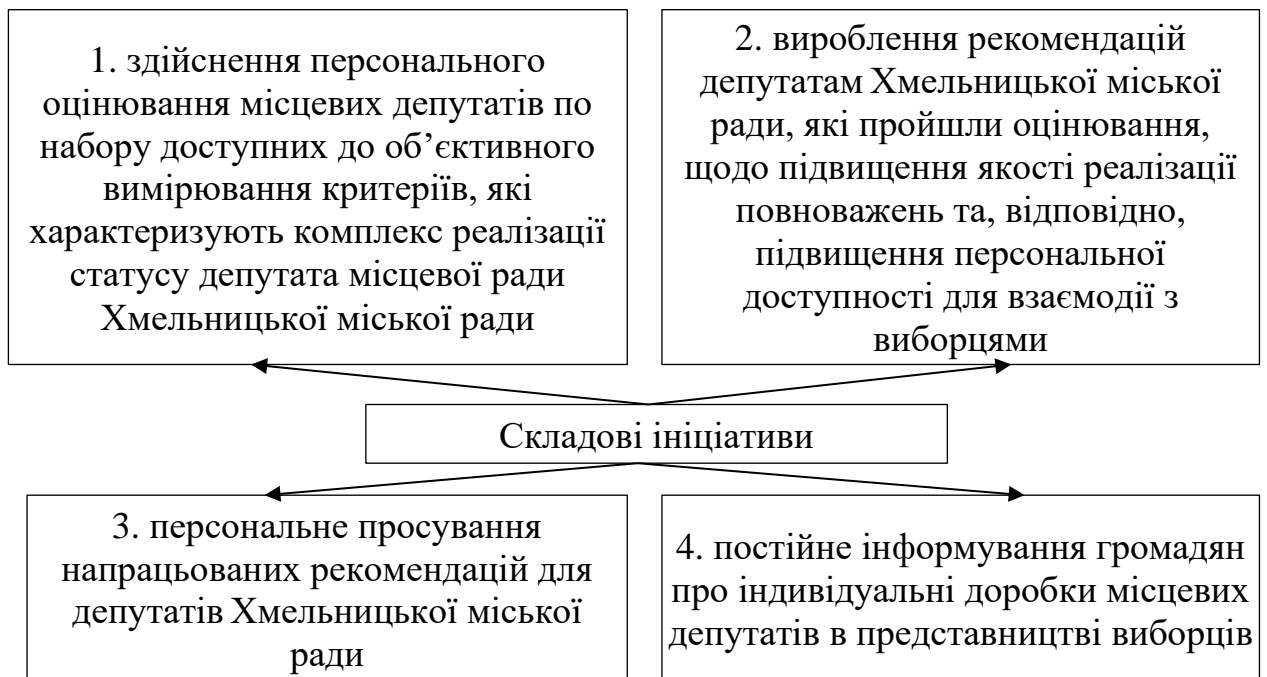 1. здійснення персонального
оцінювання місцевих депутатів по
набору доступних до об’єктивного
вимірювання критеріїв, які
характеризують комплекс реалізації
статусу депутата місцевої ради
Хмельницької міської ради
2. вироблення рекомендацій
депутатам Хмельницької міської
ради, які пройшли оцінювання,
щодо підвищення якості реалізації
повноважень та, відповідно,
підвищення персональної
доступності для взаємодії з
виборцями
Складові ініціативи
3. персональне просування
напрацьованих рекомендацій для
депутатів Хмельницької міської
ради
4. постійне інформування громадян
про індивідуальні доробки місцевих
депутатів в представництві виборців